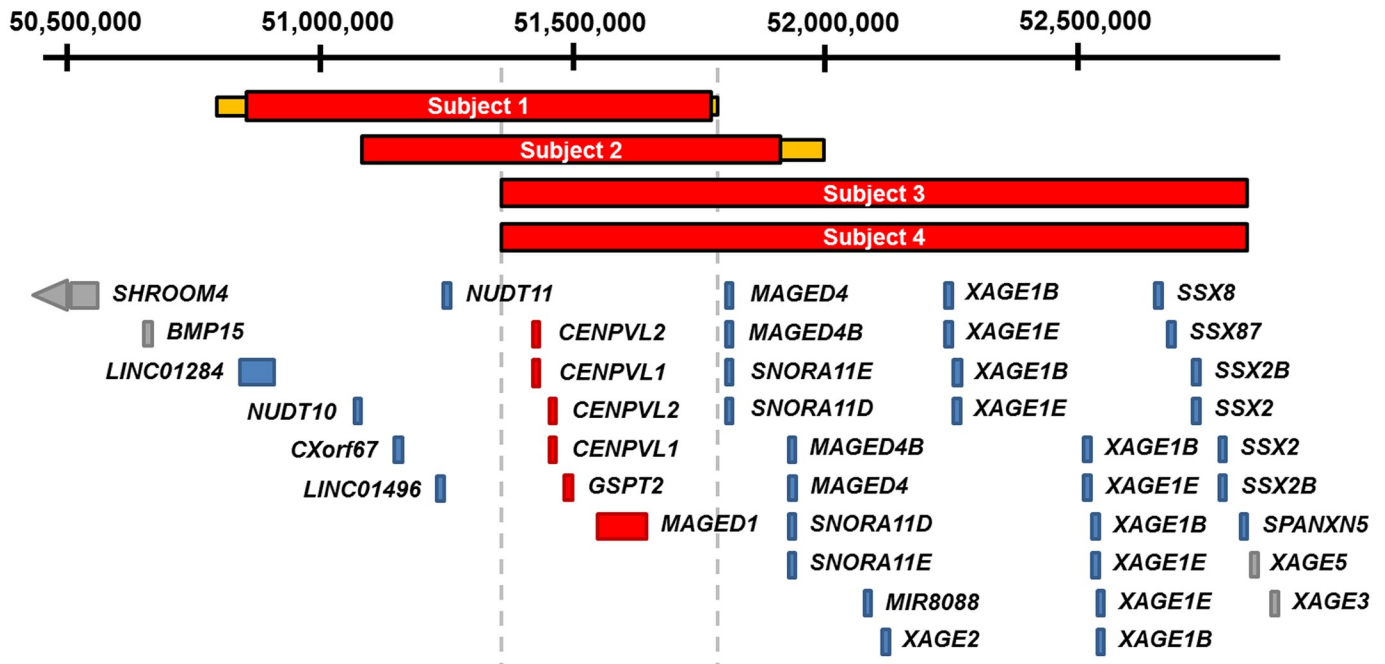 50,500,000 51,000,000 51,500,000 52,000,000 52,500,000
Subject 1
Subject 2
Subject 3
Subject 4
SHROOM4 NUDT11 MAGED4 XAGE1B SSX8
BMP15 CENPVL2 MAGED4B XAGE1E SSX87
LINC01284 CENPVL1 SNORA11E XAGE1B SSX2B
NUDT10 CENPVL2 SNORA11D XAGE1E SSX2
CXorf67 CENPVL1 MAGED4B XAGE1B SSX2
LINC01496 GSPT2 MAGED4 XAGE1E SSX2B
MAGED1 SNORA11D XAGE1B SPANXN5
SNORA11E XAGE1E XAGE5
MIR8088 XAGE1E XAGE3
XAGE2 XAGE1B